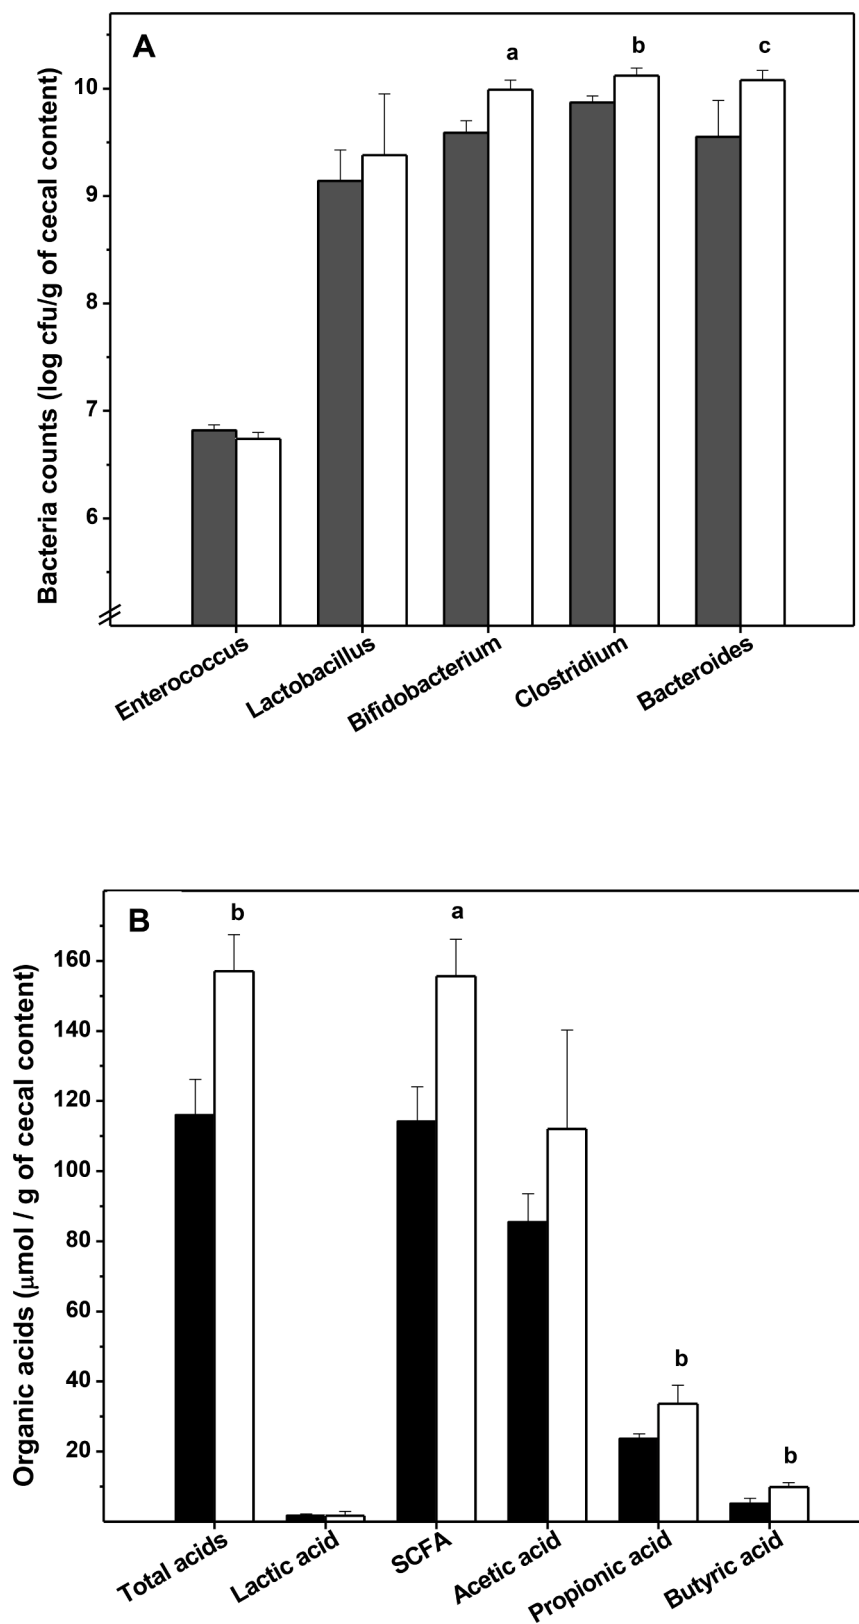 A
a
b
c
10
9
8
7
6
Bacteria counts (log cfu/g of cecal content)
Enterococcus
Lactobacillus
Bifidobacterium
Clostridium
Bacteroides
B
b
a
b
b
160
140
120
100
80
60
40
20
Organic acids (μmol / g of cecal content)
Total acids
Lactic acid
SCFA
Acetic acid
Propionic acid
Butyric acid